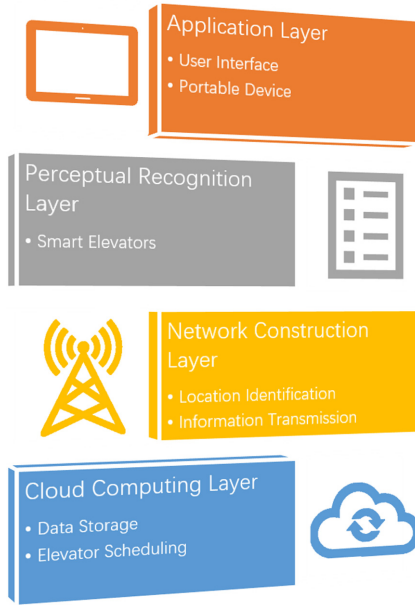 Application Layer
• User Interface
• Portable Device
Perceptual Recognition
Layer
• Smart Elevators
Network Construction
Layer
• Location Identification
• Information Transmission
Cloud Computing Layer
• Data Storage
• Elevator Scheduling